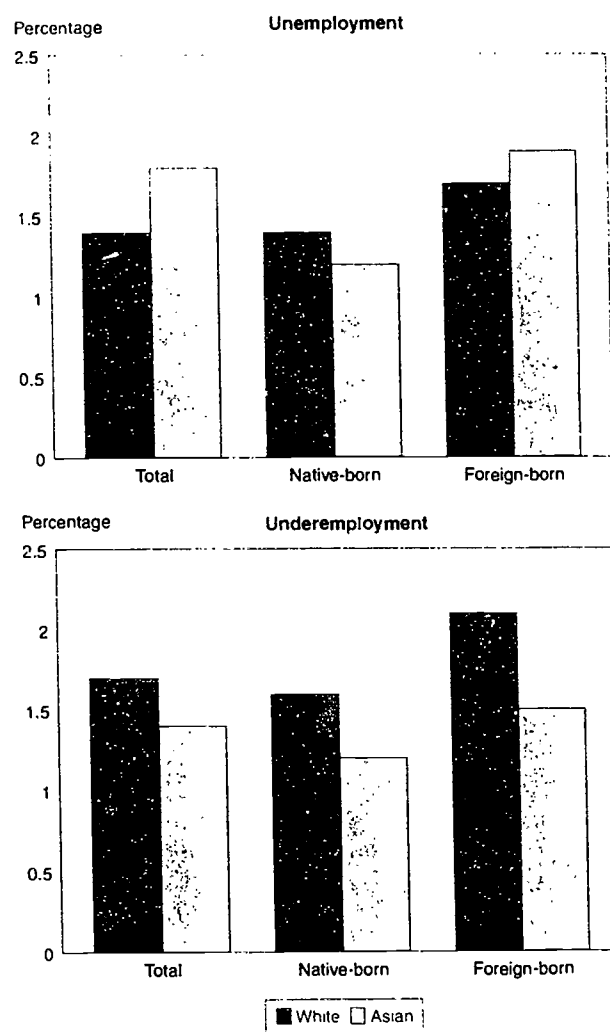 Percentage
Unemployment
2.5
2
1.5
1
0.5
0
Total Native-born Foreign-born
Percentage
Underemployment
2.5
2
1.5
1
0.5
0
Total Native-born Foreign-born
White Asian